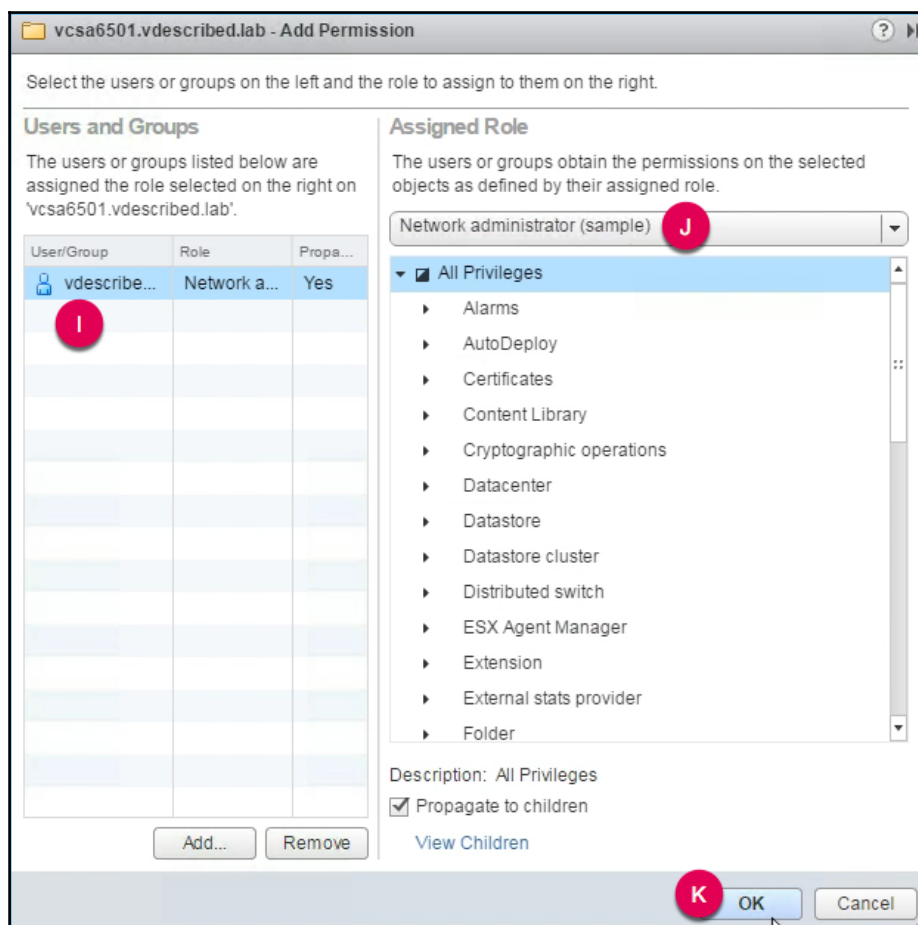 vcsa6501.vdescribed.lab - Add Permission
?
Select the users or groups on the left and the role to assign to them on the right.
Users and Groups
The users or groups listed below are
assigned the role selected on the right on
'vcsa6501.vdescribed.lab'.
User/Group Role Propa...
vdescribe... Network a... Yes
I
Add... Remove
Assigned Role
The users or groups obtain the permissions on the selected
objects as defined by their assigned role.
Network administrator (sample) J
All Privileges
Alarms
AutoDeploy
Certificates
Content Library
Cryptographic operations
Datacenter
Datastore
Datastore cluster
Distributed switch
ESX Agent Manager
Extension
External stats provider
Folder
Description: All Privileges
Propagate to children
View Children
K OK Cancel